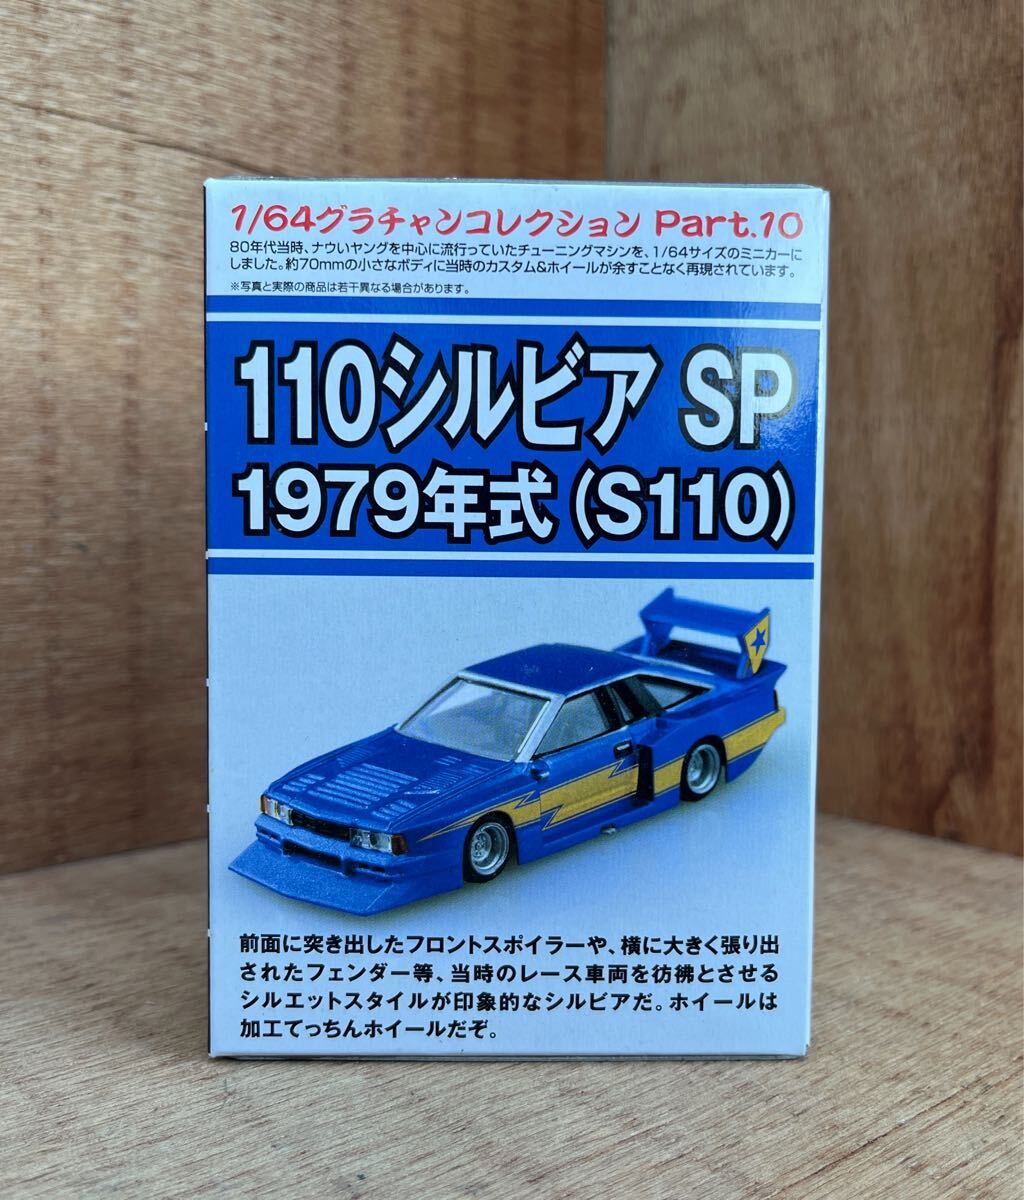 1/64グラチャンコレクション Part.10
80年代当時、ナウいヤングを中心に流行っていたチューニングマシンを、1/64サイズのミニカーに
しました。約70mmの小さなボディに当時のカスタム&ホイールが余すことなく再現されています。
※写真と実際の商品は若干異なる場合があります。
110シルビア SP
1979年式(S110)
前面に突き出したフロントスポイラーや、横に大きく張り出
されたフェンダー等、当時のレース車両を彷彿とさせる
シルエットスタイルが印象的なシルビアだ。ホイールは
加工てっちんホイールだぞ。